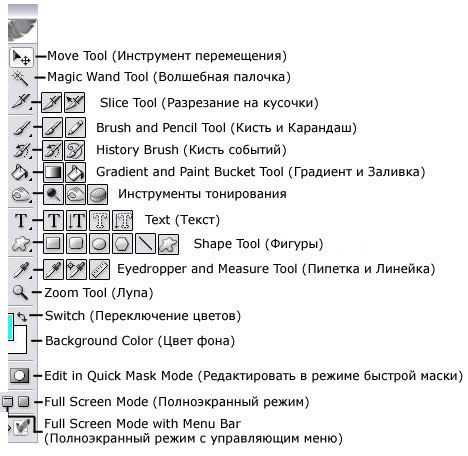 Move Tool (Инструмент перемещения)
Magic Wand Tool (Волшебная палочка)
Slice Tool (Разрезание на кусочки)
Brush and Pencil Tool (Кисть и Карандаш)
History Brush (Кисть событий)
Gradient and Paint Bucket Tool (Градиент и Заливка)
Инструменты тонирования
Text (Текст)
Shape Tool (Фигуры)
Eyedropper and Measure Tool (Пипетка и Линейка)
Zoom Tool (Лупа)
Switch (Переключение цветов)
Background Color (Цвет фона)
Edit in Quick Mask Mode (Редактировать в режиме быстрой маски)
Full Screen Mode (Полноэкранный режим)
Full Screen Mode with Menu Bar
(Полноэкранный режим с управляющим меню)